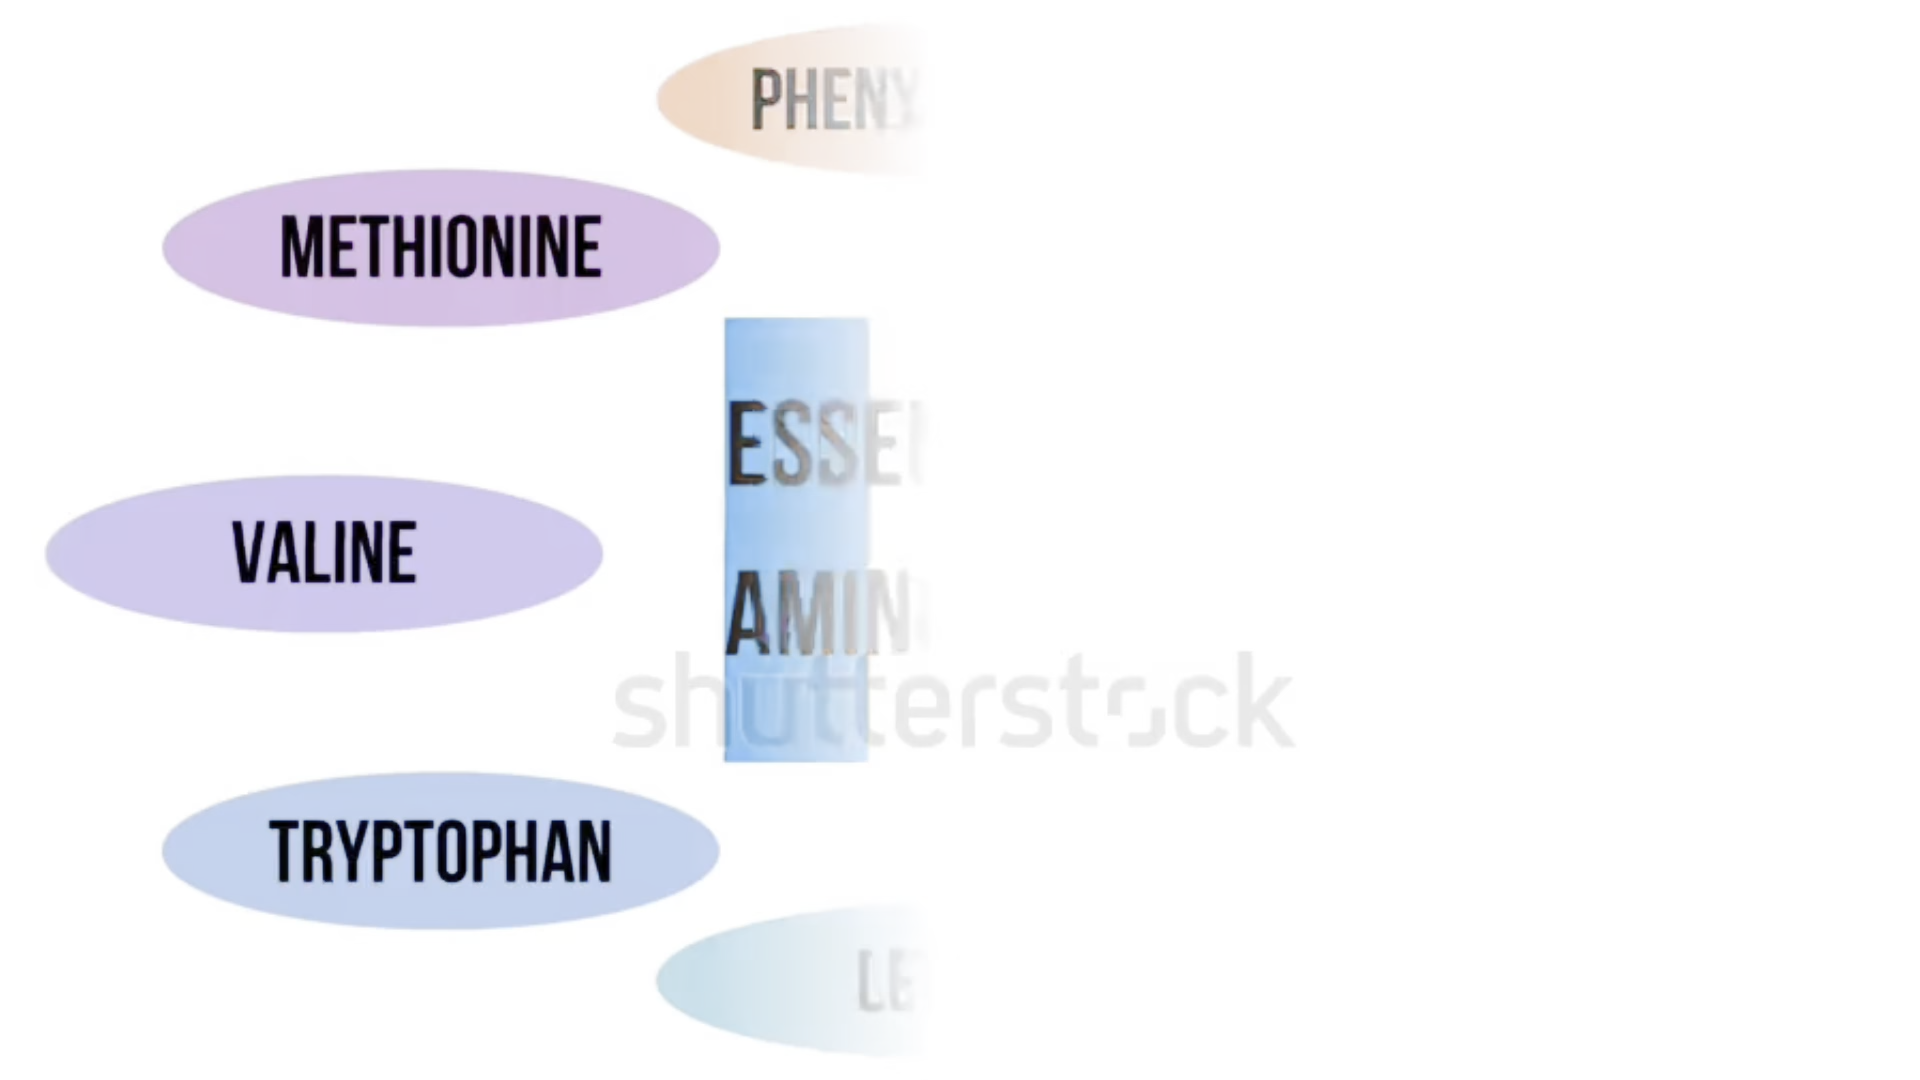 PHENY
METHIONINE
ESSE
VALINE
AMIN
shutterstock
TRYPTOPHAN
LE